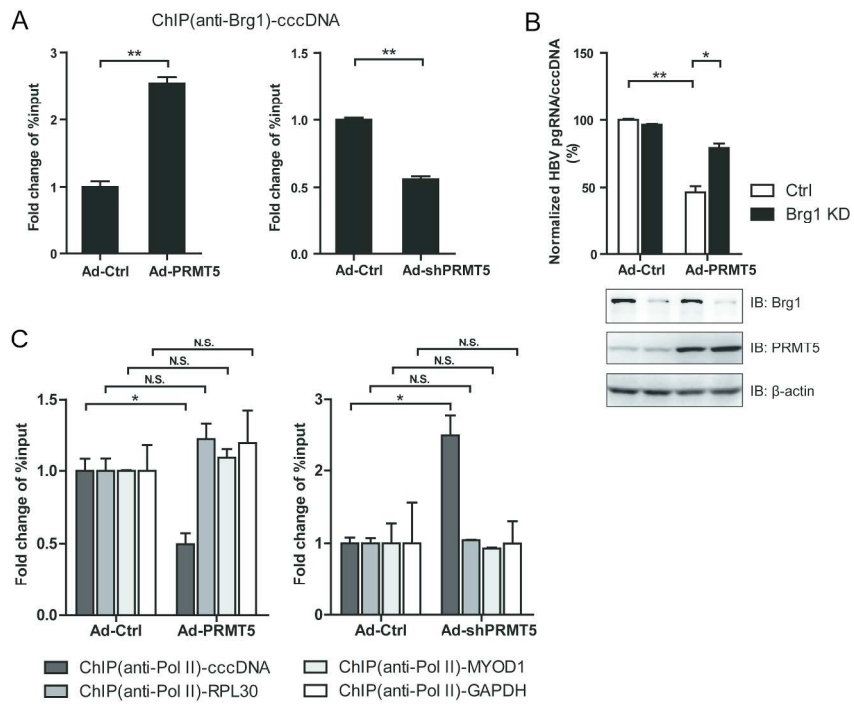 A
ChIP(anti-Brg1)-cccDNA
Fold change of %input
3
2
1
0
**
Ad-Ctrl
Ad-PRMT5
Fold change of %input
1.5
1.0
0.5
0.0
**
Ad-Ctrl
Ad-shPRMT5
B
Normalized HBV pgRNA/cccDNA
(%)
150
100
50
0
**
*
Ad-Ctrl
Ad-PRMT5
Ctrl
Brg1 KD
IB: Brg1
IB: PRMT5
IB: β-actin
C
Fold change of %input
1.5
1.0
0.5
0.0
N.S.
N.S.
N.S.
*
Ad-Ctrl
Ad-PRMT5
Fold change of %input
3
2
1
0
N.S.
N.S.
N.S.
*
Ad-Ctrl
Ad-shPRMT5
ChIP(anti-Pol II)-cccDNA
ChIP(anti-Pol II)-MYOD1
ChIP(anti-Pol II)-RPL30
ChIP(anti-Pol II)-GAPDH